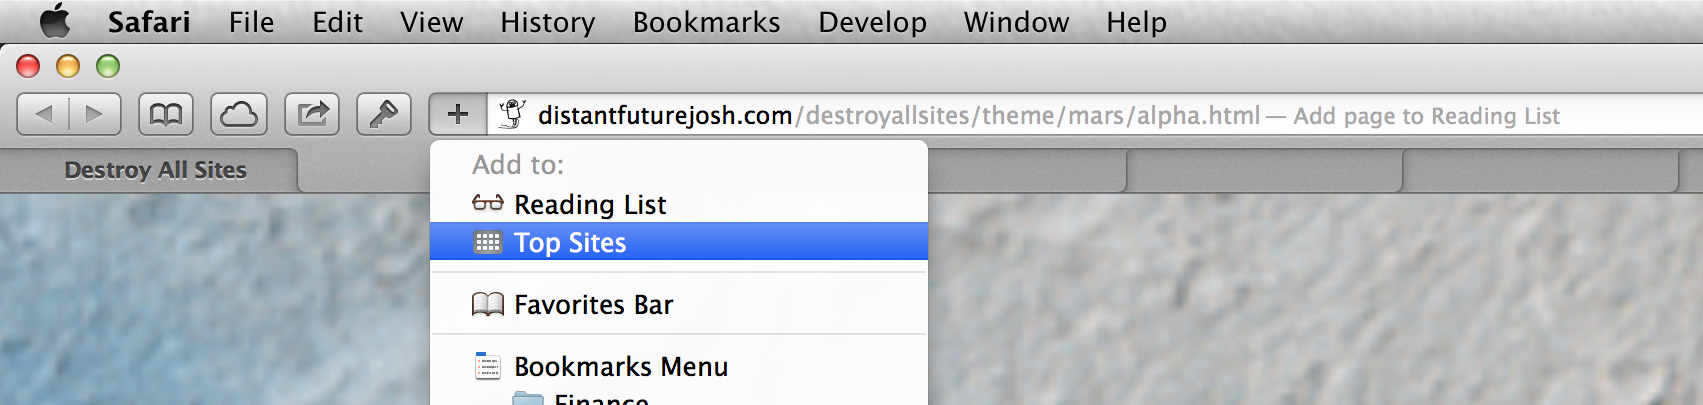 Safari File Edit View History Bookmarks Develop Window Help
distantfuturejosh.com/destroyallsites/theme/mars/alpha.html — Add page to Reading List
Destroy All Sites
Add to:
Reading List
Top Sites
Favorites Bar
Bookmarks Menu
Finance